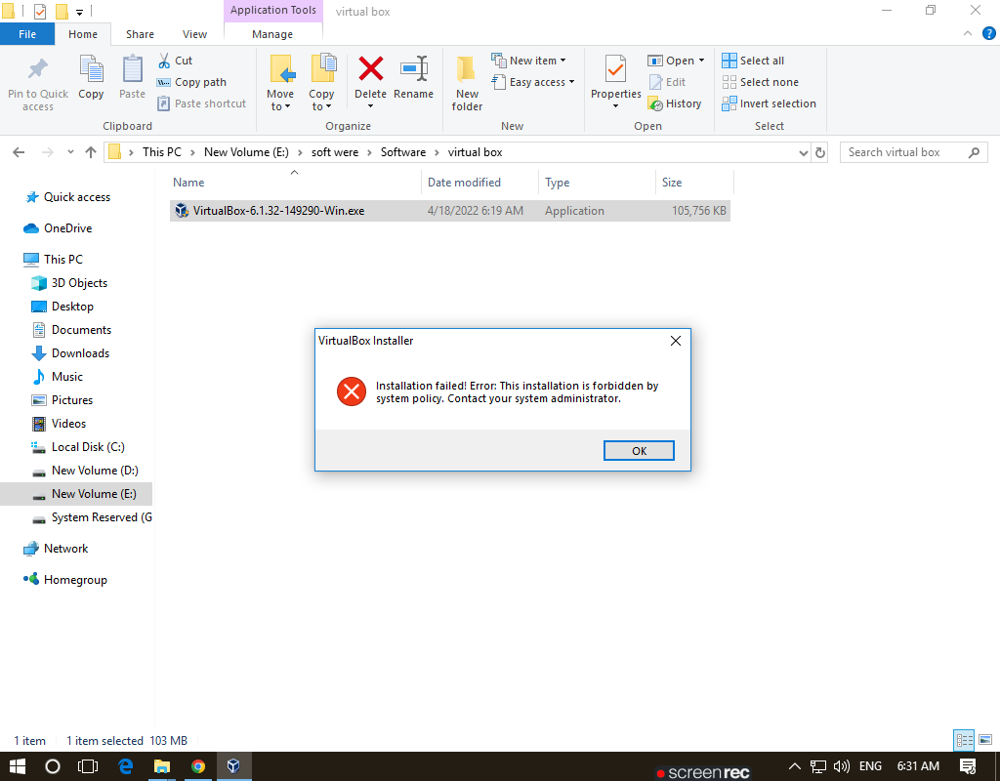 Application Tools
virtual box
File
Home
Share
View
Manage
Pin to Quick
access
Copy
Paste
Cut
Copy path
Paste shortcut
Clipboard
Move
to
Copy
to
Delete
Rename
Organize
New
folder
New item
Easy access
New
Properties
Open
Edit
History
Open
Select all
Select none
Invert selection
Select
This PC
New Volume (E:)
soft were
Software
virtual box
Search virtual box
Name
Date modified
Type
Size
VirtualBox-6.1.32-149290-Win.exe
4/18/2022 6:19 AM
Application
105,756 KB
Quick access
OneDrive
This PC
3D Objects
Desktop
Documents
Downloads
Music
Pictures
Videos
Local Disk (C:)
New Volume (D:)
New Volume (E:)
System Reserved (G
Network
Homegroup
VirtualBox Installer
Installation failed! Error: This installation is forbidden by
system policy. Contact your system administrator.
OK
1 item
1 item selected 103 MB
screenrec
ENG
6:31 AM